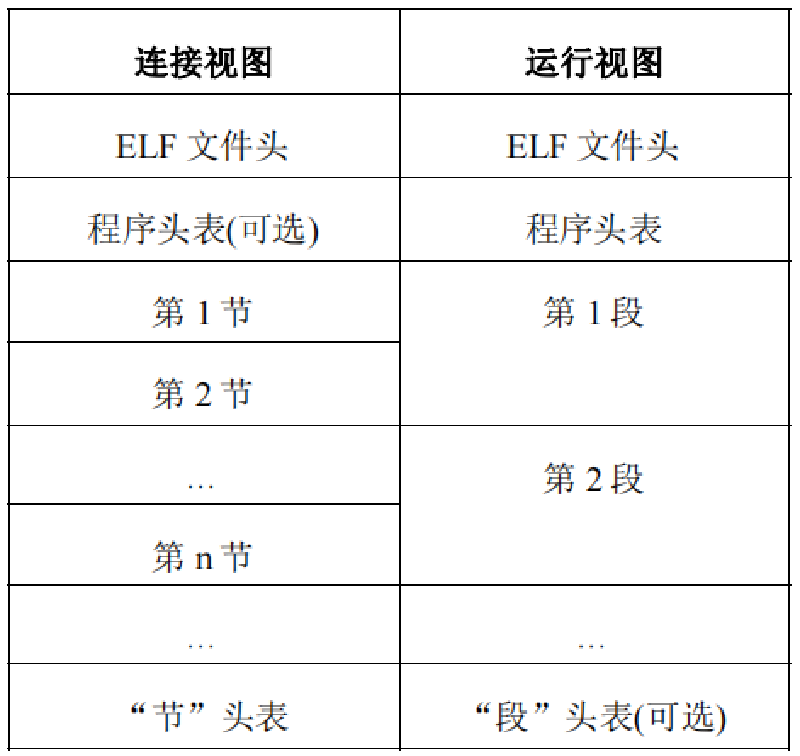 连接视图 运行视图
ELF 文件头 ELF 文件头
程序头表(可选) 程序头表
第 1 节 第 1 段
第 2 节
… 第 2 段
第 n 节
… …
“节”头表 “段”头表(可选)